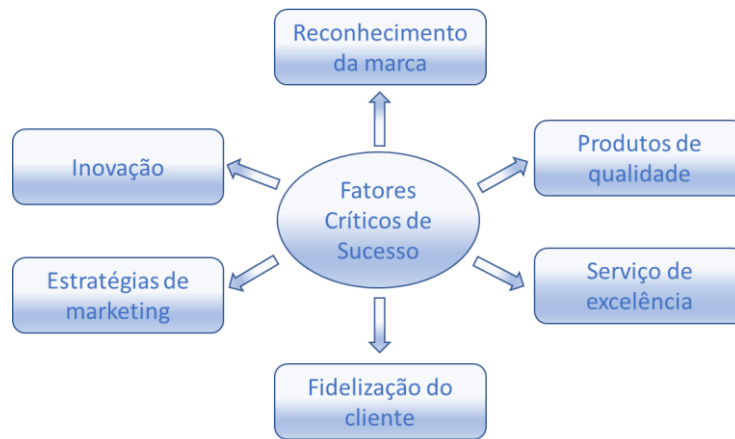 Reconhecimento
da marca
Inovação
Produtos de
qualidade
Fatores
Críticos de
Sucesso
Estratégias de
marketing
Serviço de
excelência
Fidelização do
cliente